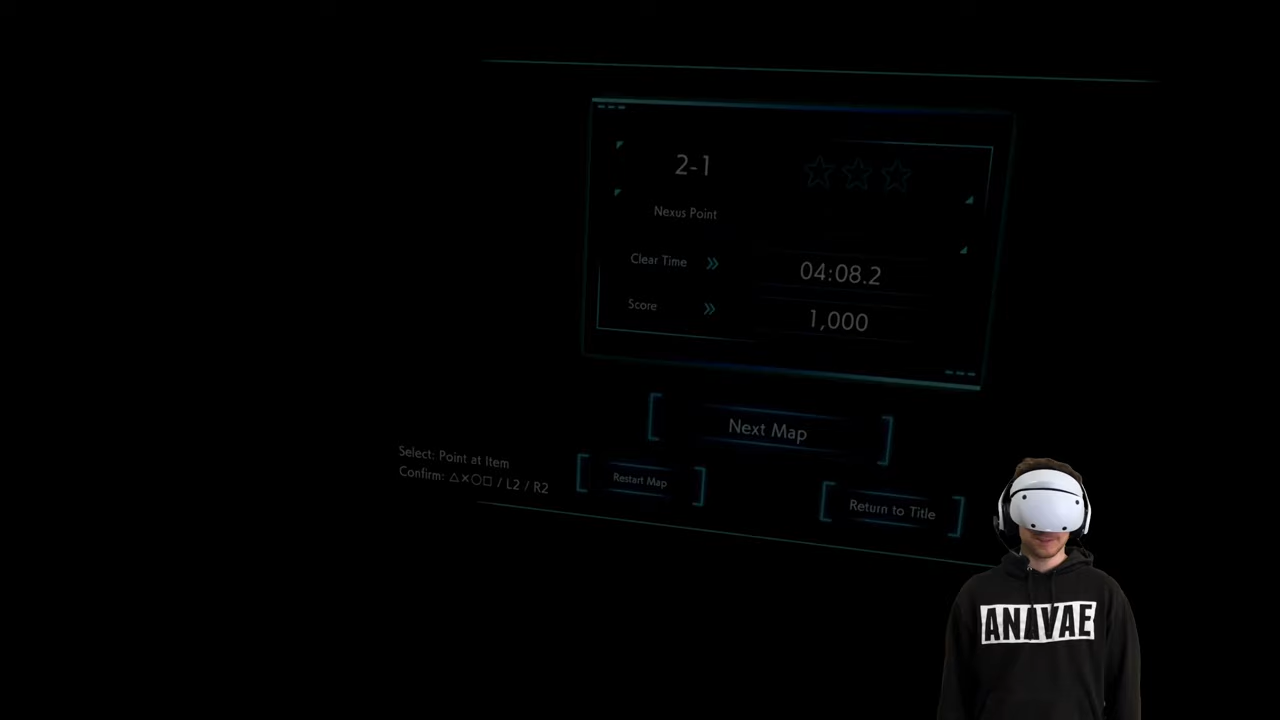 2-1
Nexus Point
Clear Time
04:08.2
Score
1,000
Next Map
Select: Point at Item
Confirm: △×○□ / L2 / R2
Restart Map
Return to Title
ANAVAE